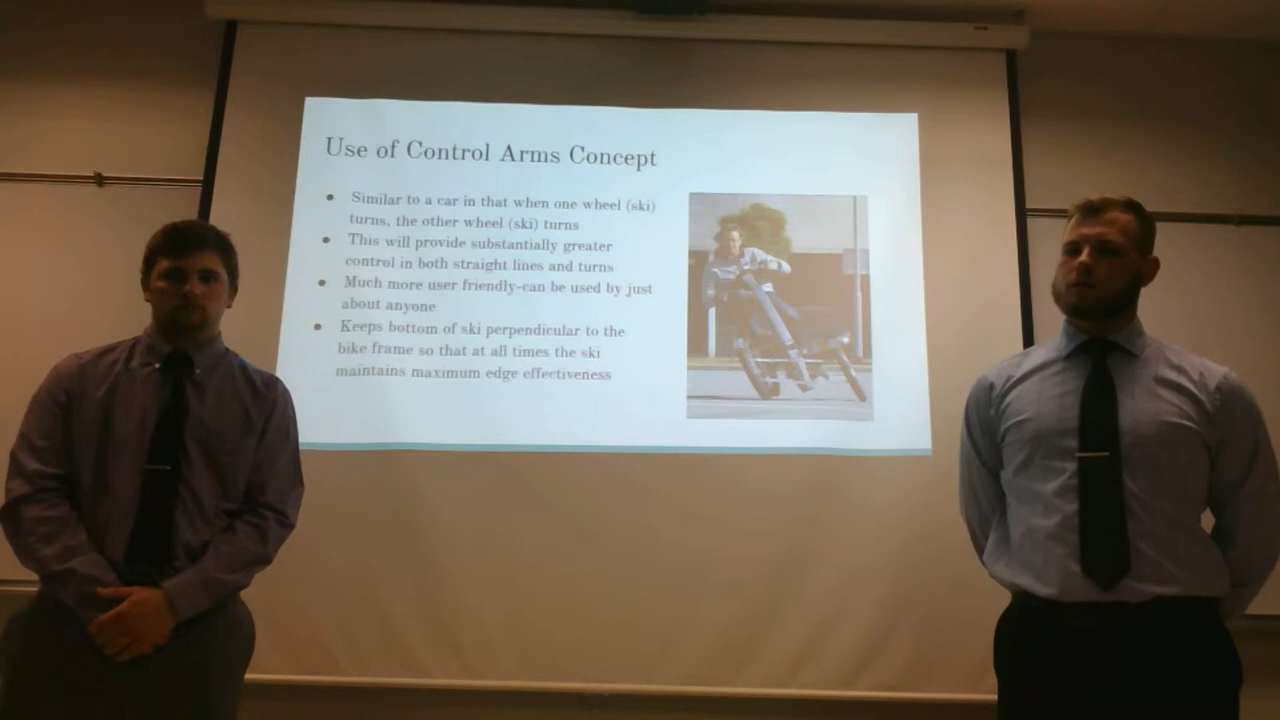 Use of Control Arms Concept
Similar to a car in that when one wheel (ski)
turns, the other wheel (ski) turns
This will provide substantially greater
control in both straight lines and turns
Much more user friendly-can be used by just
about anyone
Keeps bottom of ski perpendicular to the
bike frame so that at all times the ski
maintains maximum edge effectiveness